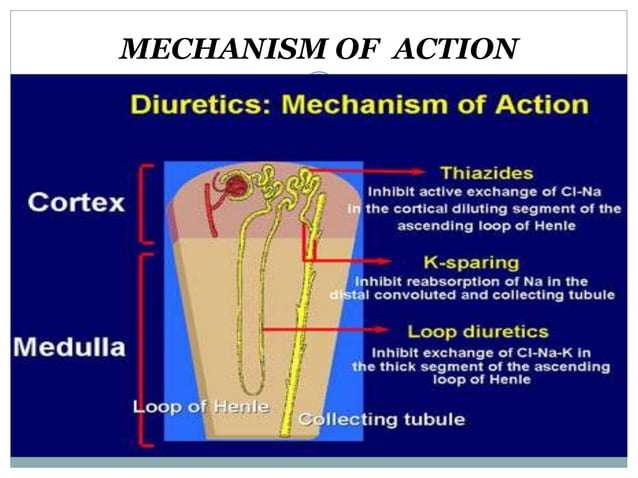 MECHANISM OF ACTION
Diuretics: Mechanism of Action
Cortex
Medulla
Thiazides
Inhibit active exchange of Cl-Na
in the cortical diluting segment of the
ascending loop of Henle
K-sparing
Inhibit reabsorption of Na in the
distal convoluted and collecting tubule
Loop diuretics
Inhibit exchange of Cl-Na-K in
the thick segment of the ascending
loop of Henle
Loop of Henle
Collecting tubule